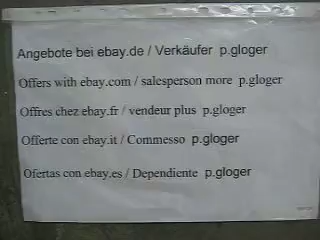 Angebote bei ebay.de / Verkäufer p.gloger
Offers with ebay.com / salesperson more p.gloger
Offres chez ebay.fr / vendeur plus p.gloger
Offerte con ebay.it / Commesso p.gloger
Ofertas con ebay.es / Dependiente p.gloger